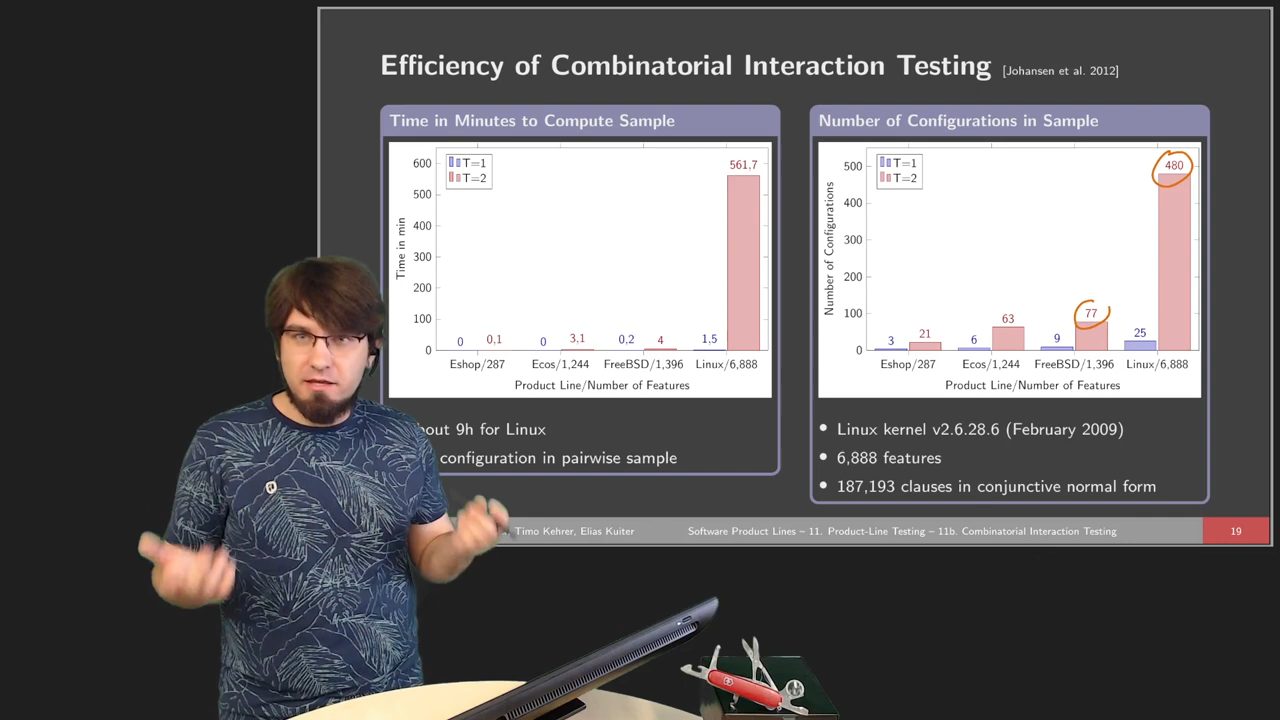 Efficiency of Combinatorial Interaction Testing [Johansen et al. 2012]
Time in Minutes to Compute Sample
T=1
T=2
Time in min
600
500
400
300
200
100
0
561,7
0 0,1 0 3,1 0,2 4 1,5
Eshop/287 Ecos/1,244 FreeBSD/1,396 Linux/6,888
Product Line/Number of Features
9h for Linux
configuration in pairwise sample
Number of Configurations in Sample
T=1
T=2
Number of Configurations
500
400
300
200
100
0
3 21 6 63 9 77 25 480
Eshop/287 Ecos/1,244 FreeBSD/1,396 Linux/6,888
Product Line/Number of Features
• Linux kernel v2.6.28.6 (February 2009)
• 6,888 features
• 187,193 clauses in conjunctive normal form
Timo Kehrer, Elias Kuiter Software Product Lines – 11. Product-Line Testing – 11b. Combinatorial Interaction Testing 19